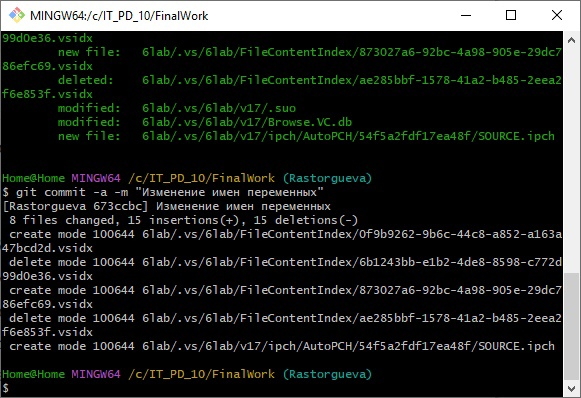 MINGW64:/c/IT_PD_10/FinalWork
99d0e36.vsidx
new file:   6lab/.vs/6lab/FileContentIndex/873027a6-92bc-4a98-905e-29dc7
86efc69.vsidx
deleted:    6lab/.vs/6lab/FileContentIndex/ae285bbf-1578-41a2-b485-2eea2
f6e853f.vsidx
modified:   6lab/.vs/6lab/v17/.suo
modified:   6lab/.vs/6lab/v17/Browse.VC.db
new file:   6lab/.vs/6lab/v17/ipch/AutoPCH/54f5a2fdf17ea48f/SOURCE.ipch
Home@Home MINGW64 /c/IT_PD_10/FinalWork (Rastorgueva)
$ git commit -a -m "Изменение имен переменных"
[Rastorgueva 673ccbc] Изменение имен переменных
8 files changed, 15 insertions(+), 15 deletions(-)
create mode 100644 6lab/.vs/6lab/FileContentIndex/0f9b9262-9b6c-44c8-a852-a163a
47bcd2d.vsidx
delete mode 100644 6lab/.vs/6lab/FileContentIndex/6b1243bb-e1b2-4de8-8598-c772d
99d0e36.vsidx
create mode 100644 6lab/.vs/6lab/FileContentIndex/873027a6-92bc-4a98-905e-29dc7
86efc69.vsidx
delete mode 100644 6lab/.vs/6lab/FileContentIndex/ae285bbf-1578-41a2-b485-2eea2
f6e853f.vsidx
create mode 100644 6lab/.vs/6lab/v17/ipch/AutoPCH/54f5a2fdf17ea48f/SOURCE.ipch
Home@Home MINGW64 /c/IT_PD_10/FinalWork (Rastorgueva)
$